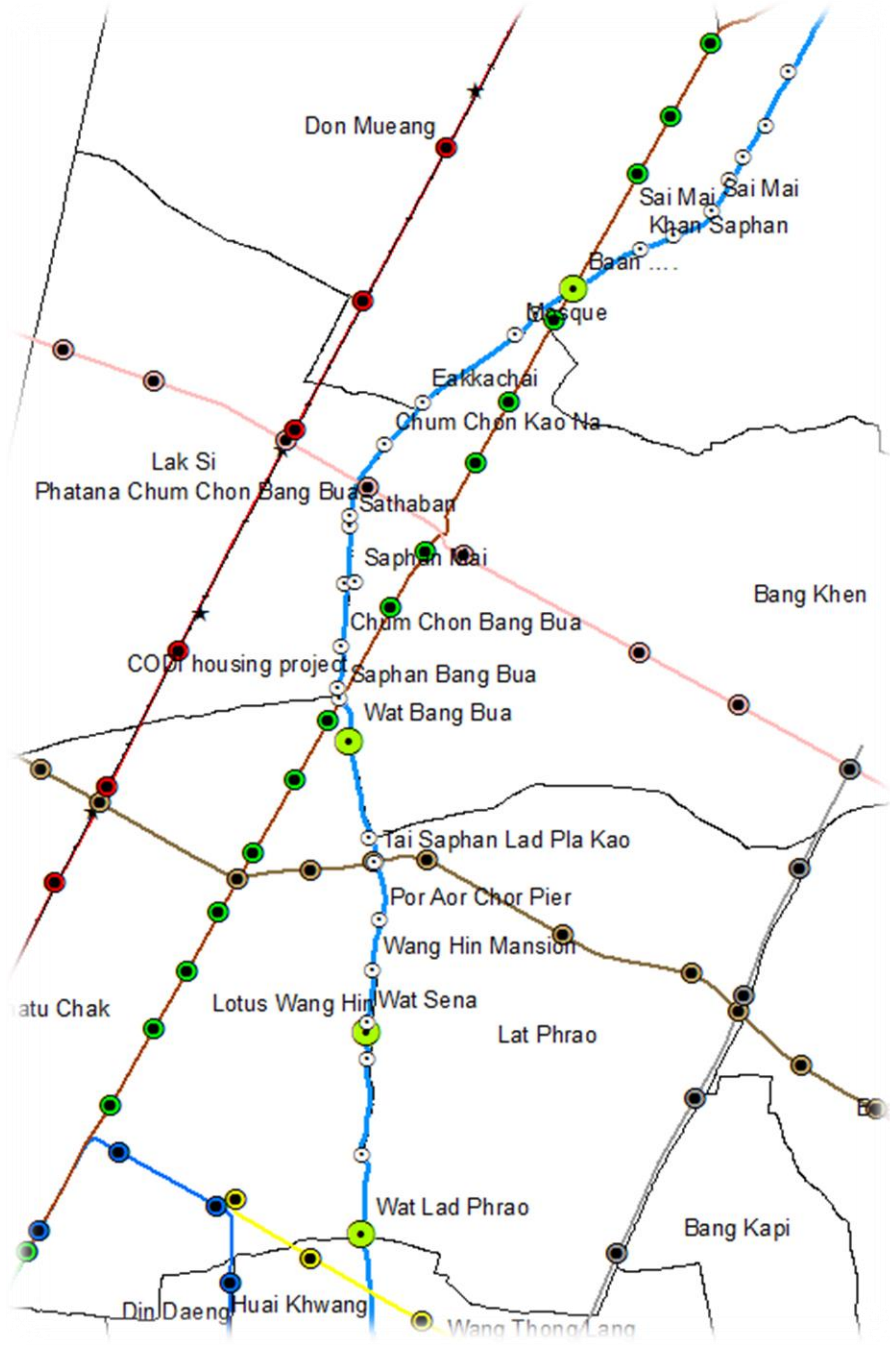 Don Mueang
Sai Mai
Sai Mai
Khan Saphan
Baan ....
Mosque
Eakkachai
Chum Chon Kao Na
Lak Si
Phatana Chum Chon Bang Bua
Sathaban
Saphan Mai
Bang Khen
Chum Chon Bang Bua
CODI housing project
Saphan Bang Bua
Wat Bang Bua
Tai Saphan Lad Pla Kao
Por Aor Chor Pier
Wang Hin Mansion
atu Chak
Lotus Wang Hin
Wat Sena
Lat Phrao
Wat Lad Phrao
Bang Kapi
Din Daeng
Huai Khwang
Wang Thong Lang